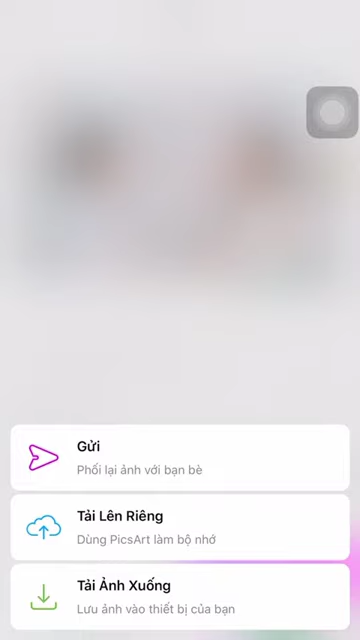 Gửi
Phối lại ảnh với bạn bè
Tải Lên Riêng
Dùng PicsArt làm bộ nhớ
Tải Ảnh Xuống
Lưu ảnh vào thiết bị của bạn